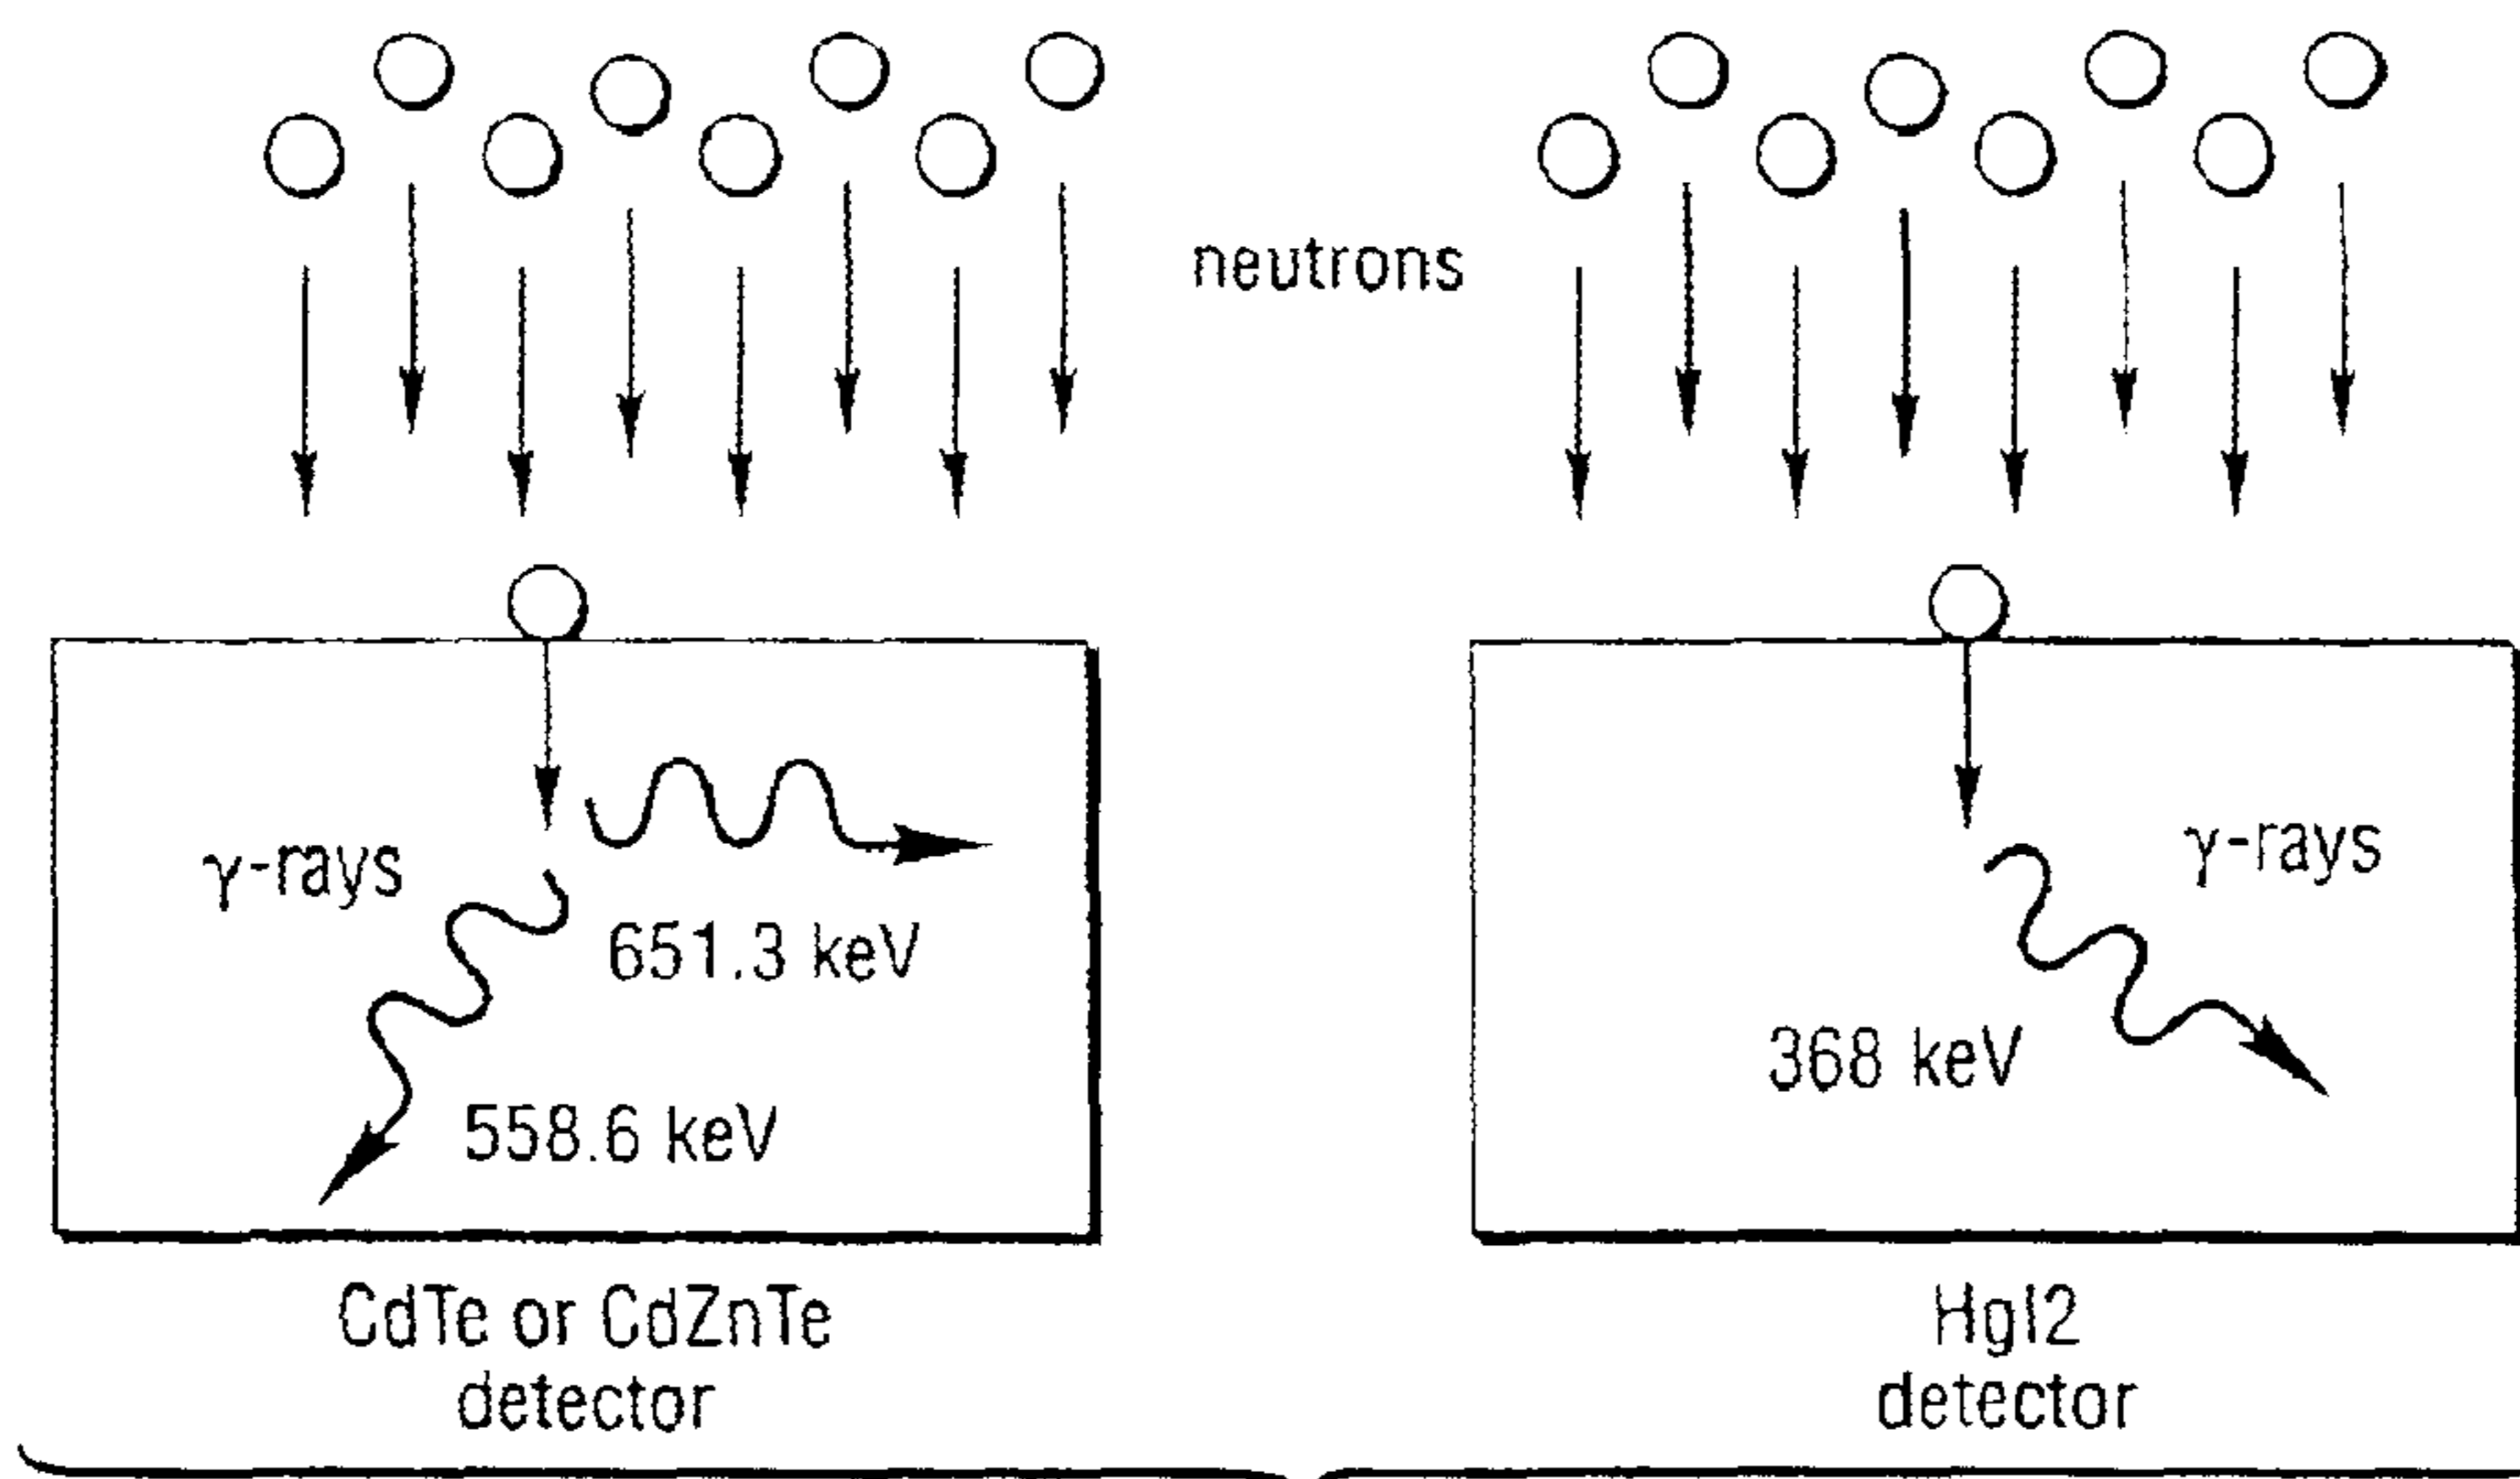 neutrons
γ-rays
651.3 keV
558.6 keV
CdTe or CdZnTe
detector
γ-rays
368 keV
HgI2
detector